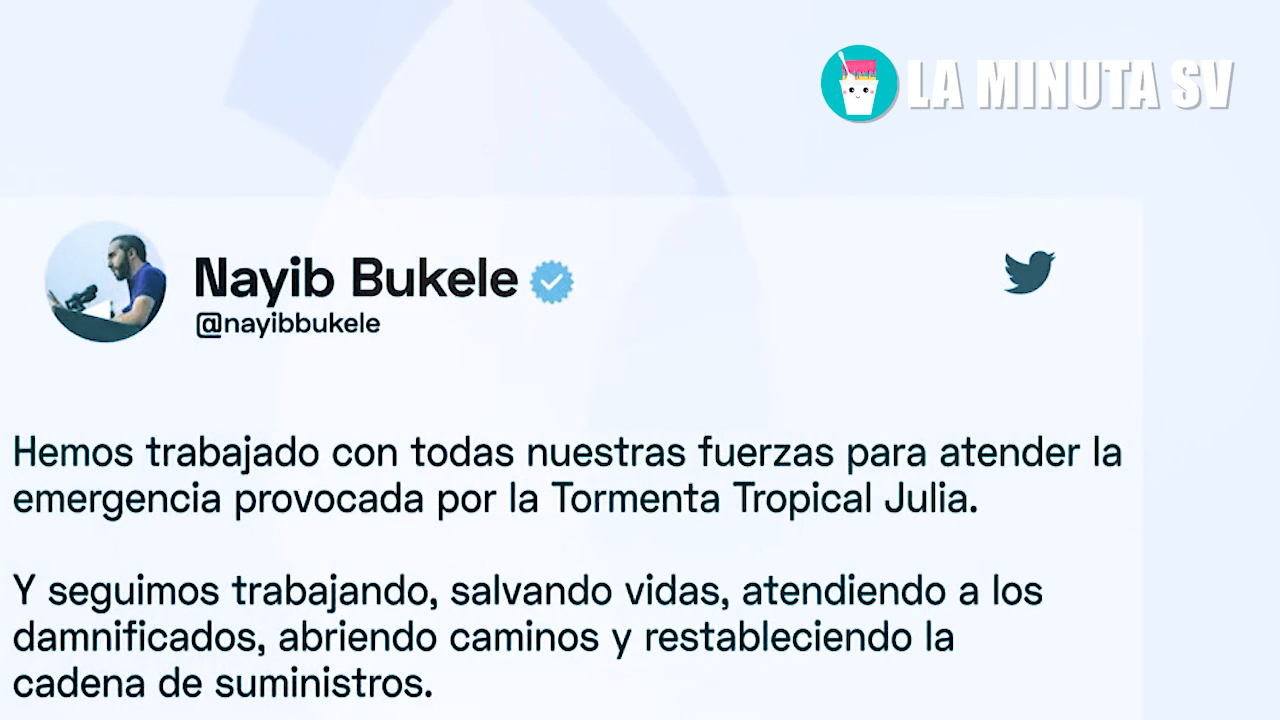 LA MINUTA SV
Nayib Bukele
@nayibbukele
Hemos trabajado con todas nuestras fuerzas para atender la
emergencia provocada por la Tormenta Tropical Julia.
Y seguimos trabajando, salvando vidas, atendiendo a los
damnificados, abriendo caminos y restableciendo la
cadena de suministros.